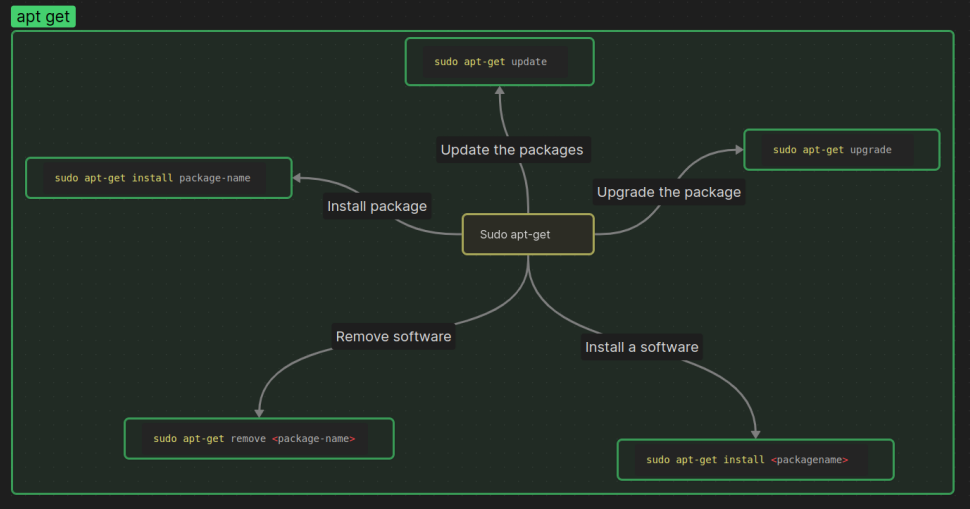 apt get
sudo apt-get update
Update the packages
sudo apt-get upgrade
sudo apt-get install package-name
Upgrade the package
Install package
Sudo apt-get
Remove software
Install a software
sudo apt-get remove <package-name>
sudo apt-get install <packagename>